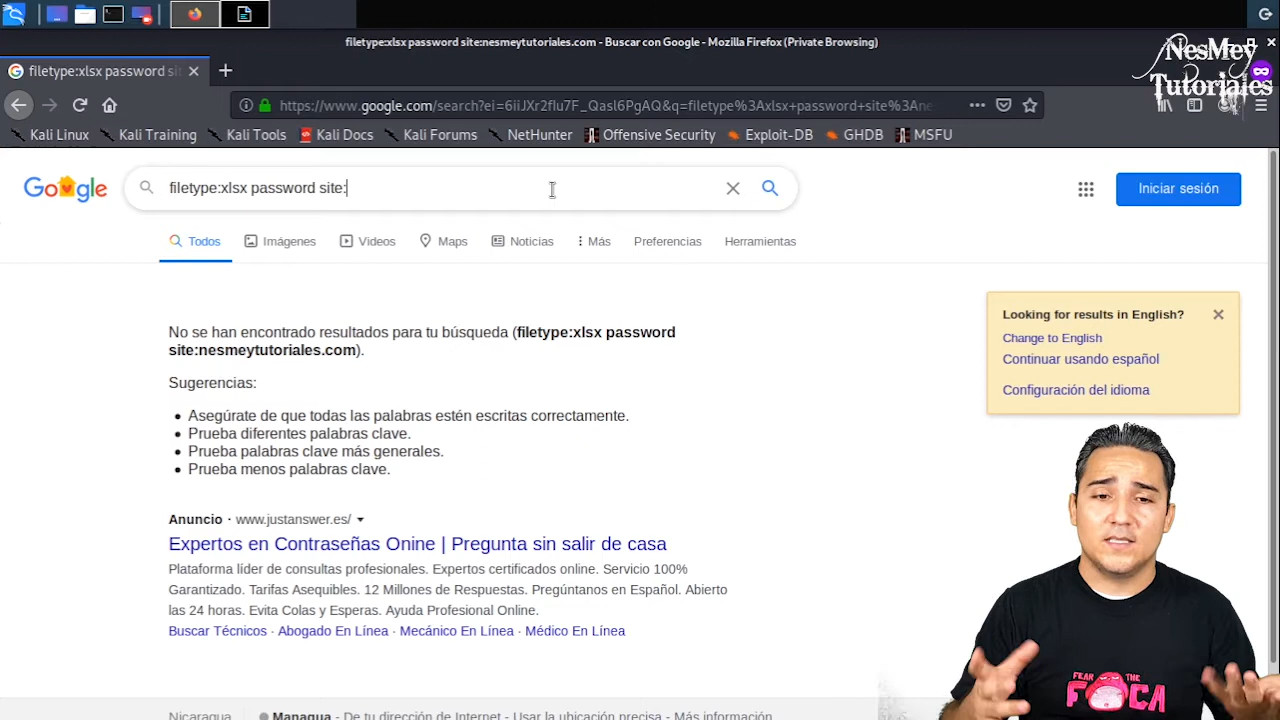 filetype:xlsx password site:nesmeytutoriales.com - Buscar con Google - Mozilla Firefox (Private Browsing)
NesMey
Tutoriales
filetype:xlsx password sit
https://www.google.com/search?ei=6iiJXr2fIu7F_Qasl6PgAQ&q=filetype%3Axlsx+password+site%3Ane
Kali Linux Kali Training Kali Tools Kali Docs Kali Forums NetHunter Offensive Security Exploit-DB GHDB MSFU
Google filetype:xlsx password site: Iniciar sesión
Todos Imágenes Videos Maps Noticias Más Preferencias Herramientas
Looking for results in English?
Change to English
Continuar usando español
Configuración del idioma
No se han encontrado resultados para tu búsqueda (filetype:xlsx password
site:nesmeytutoriales.com).
Sugerencias:
Asegúrate de que todas las palabras estén escritas correctamente.
Prueba diferentes palabras clave.
Prueba palabras clave más generales.
Prueba menos palabras clave.
Anuncio · www.justanswer.es/
Expertos en Contraseñas Onine | Pregunta sin salir de casa
Plataforma líder de consultas profesionales. Expertos certificados online. Servicio 100%
Garantizado. Tarifas Asequibles. 12 Millones de Respuestas. Pregúntanos en Español. Abierto
las 24 horas. Evita Colas y Esperas. Ayuda Profesional Online.
Buscar Técnicos · Abogado En Línea · Mecánico En Línea · Médico En Línea
FEAR THE
FOCA
Nicaragua Managua - De tu dirección de Internet - Usar la ubicación precisa - Más información